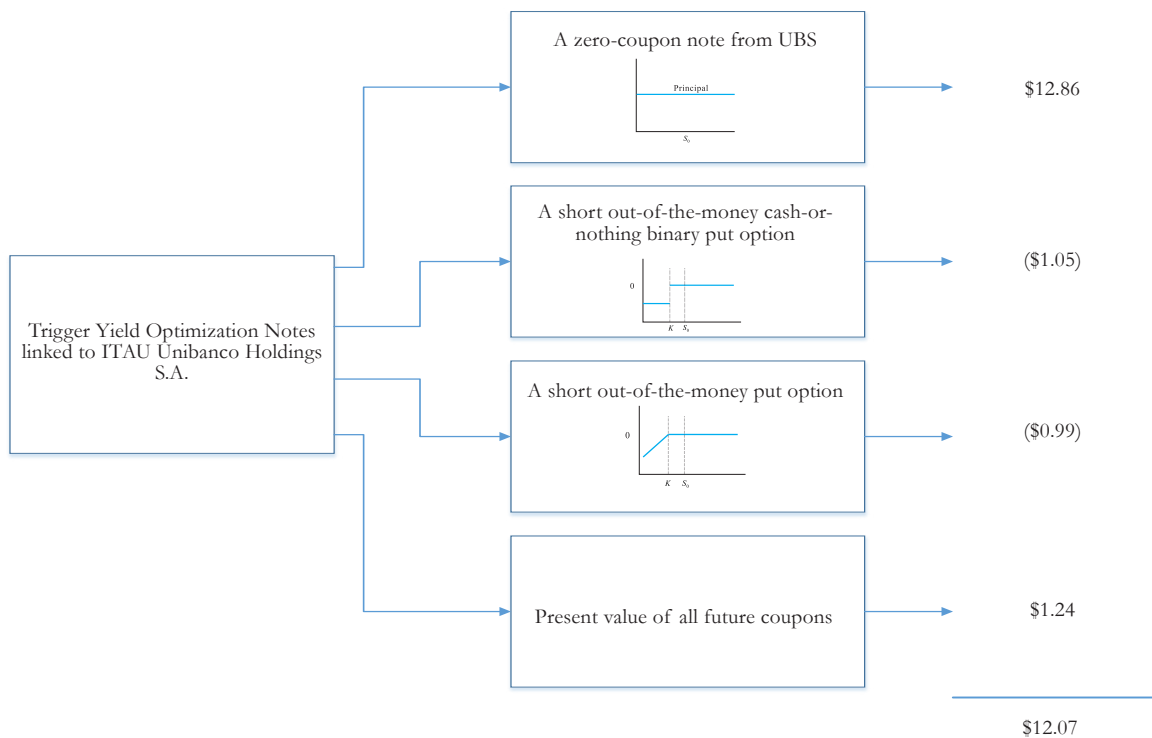 A zero-coupon note from UBS
Principal
S0
$12.86
A short out-of-the-money cash-or-
nothing binary put option
0
K S0
($1.05)
Trigger Yield Optimization Notes
linked to ITAU Unibanco Holdings
S.A.
A short out-of-the-money put option
0
K S0
($0.99)
Present value of all future coupons
$1.24
$12.07